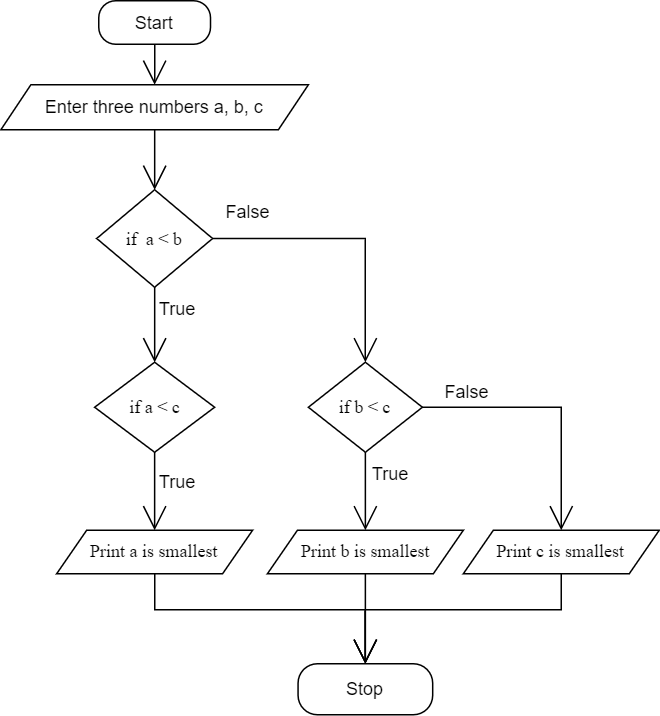 Start
Enter three numbers a, b, c
if a < b
False
True
if a < c
if b < c
False
True
True
Print a is smallest
Print b is smallest
Print c is smallest
Stop